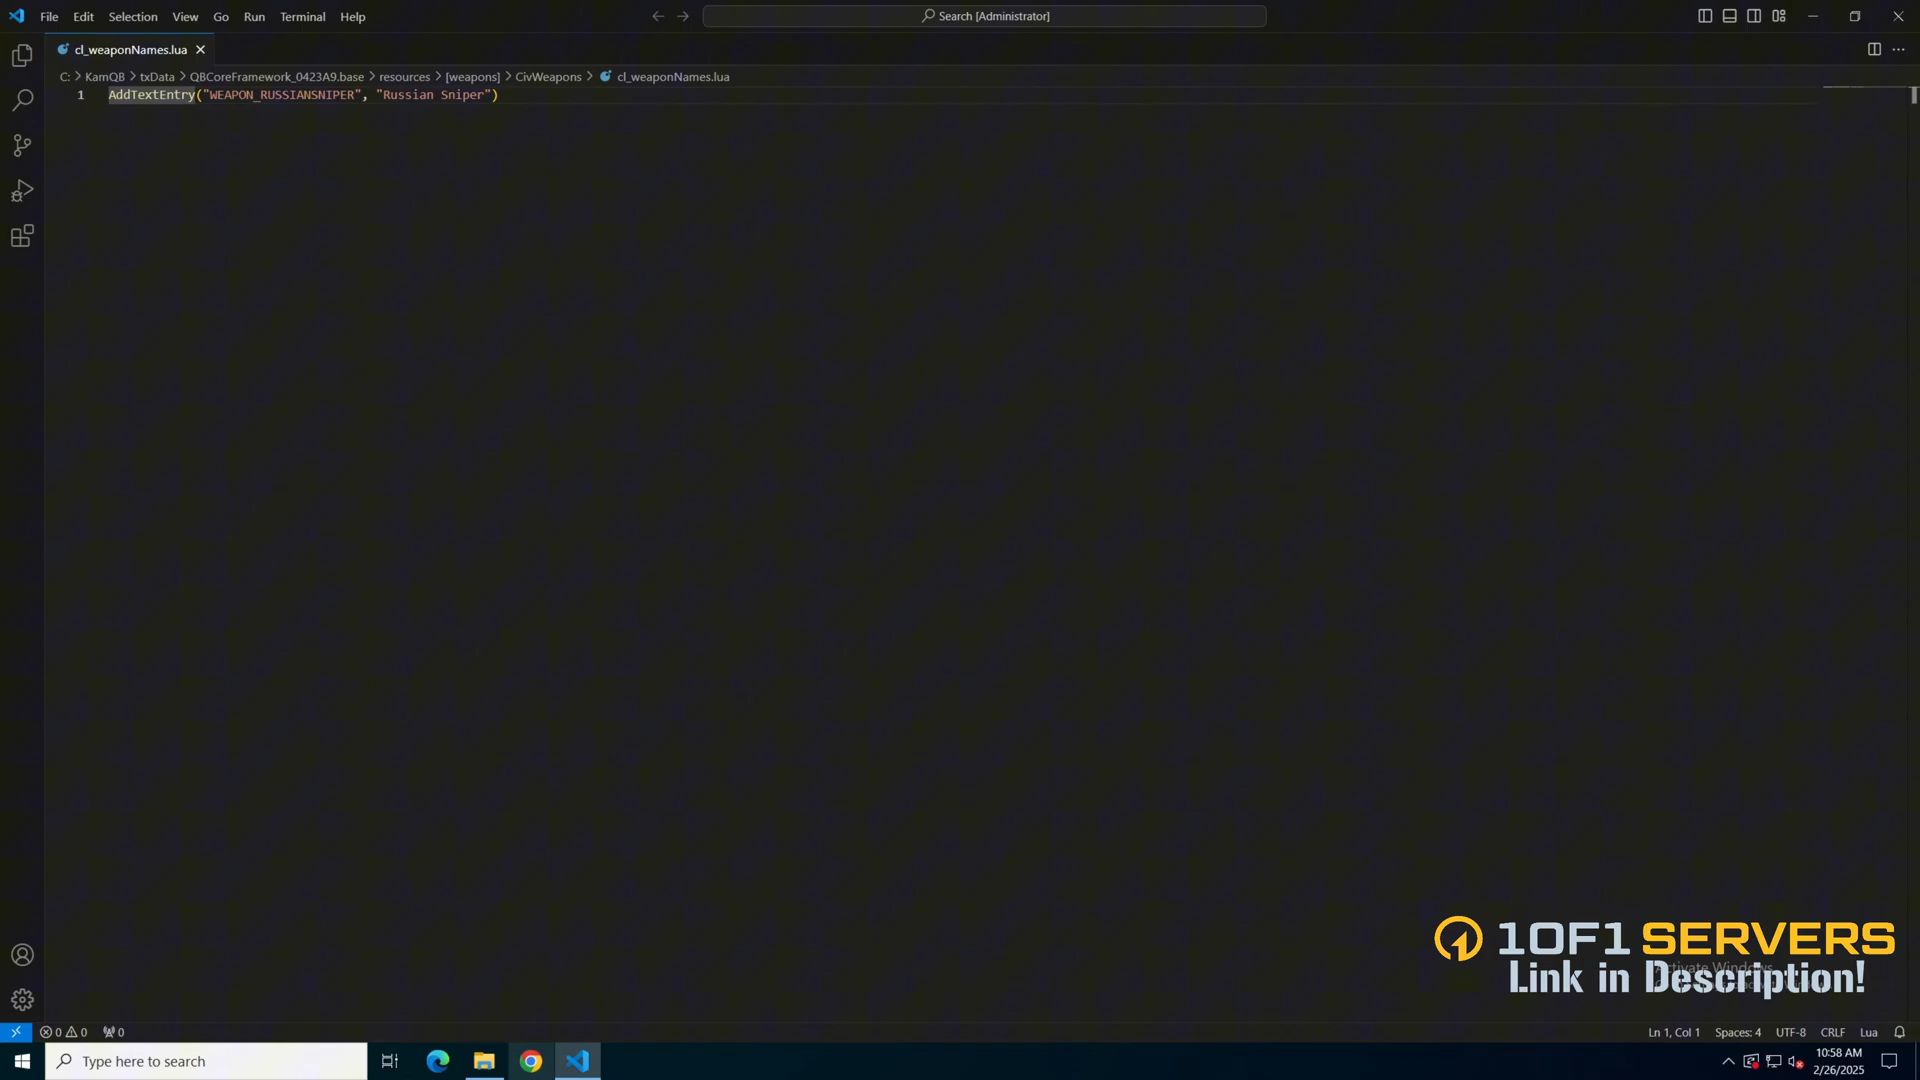 File Edit Selection View Go Run Terminal Help
Search [Administrator]
cl_weaponNames.lua
C: > KamQB > txData > QBCoreFramework_0423A9.base > resources > [weapons] > CivWeapons > cl_weaponNames.lua
1 AddTextEntry("WEAPON_RUSSIANSNIPER", "Russian Sniper")
1OF1 SERVERS
Activate Windows
Link in Description!
0 0 0
Ln 1, Col 1 Spaces: 4 UTF-8 CRLF Lua
Type here to search
10:58 AM
2/26/2025